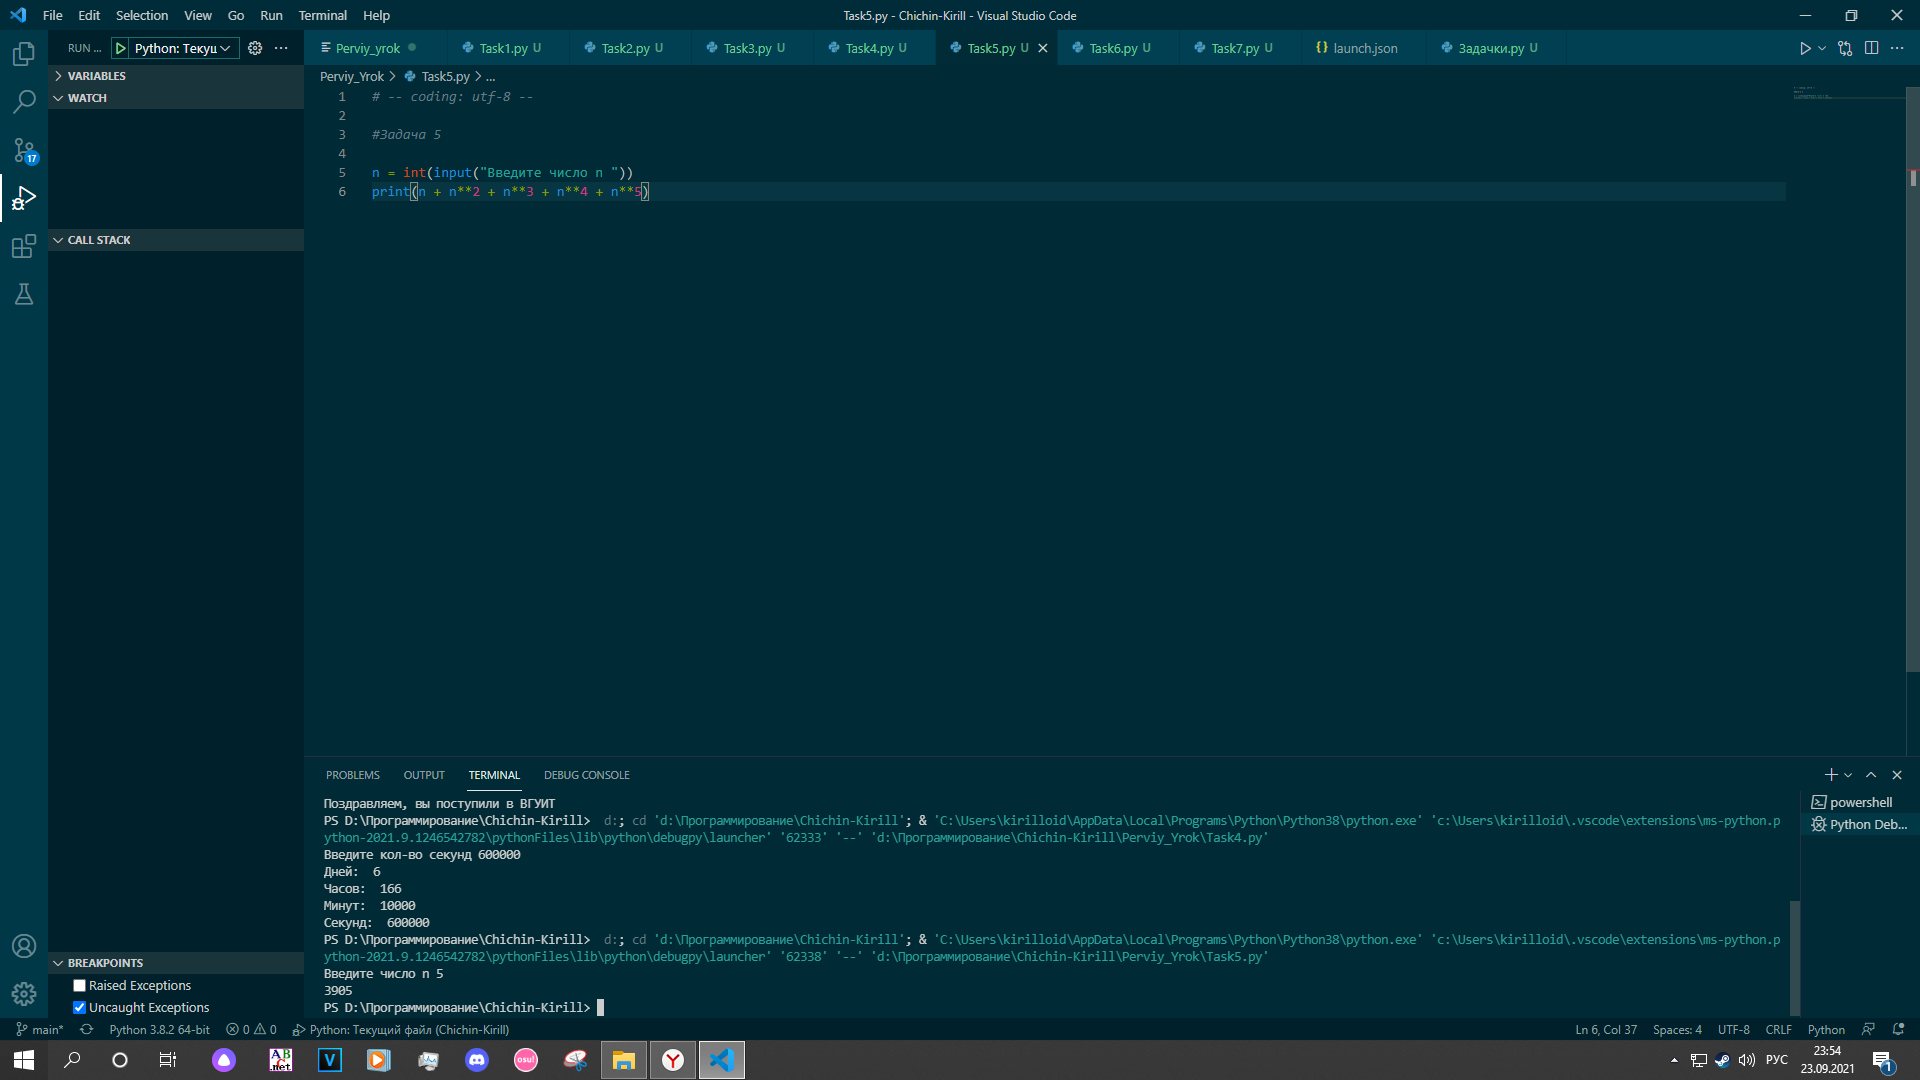 File Edit Selection View Go Run Terminal Help
Task5.py - Chichin-Kirill - Visual Studio Code
RUN ... Python: Текущ
Perviy_yrok Task1.py U Task2.py U Task3.py U Task4.py U Task5.py U Task6.py U Task7.py U {} launch.json Задачки.py U
VARIABLES
WATCH
CALL STACK
BREAKPOINTS
Raised Exceptions
Uncaught Exceptions
17
Perviy_Yrok > Task5.py > ...
1 # -- coding: utf-8 --
2
3 #Задача 5
4
5 n = int(input("Введите число n "))
6 print(n + n**2 + n**3 + n**4 + n**5)
PROBLEMS OUTPUT TERMINAL DEBUG CONSOLE
Поздравляем, вы поступили в ВГУИТ
PS D:\Программирование\Chichin-Kirill>  d:; cd 'd:\Программирование\Chichin-Kirill'; & 'C:\Users\kirilloid\AppData\Local\Programs\Python\Python38\python.exe' 'c:\Users\kirilloid\.vscode\extensions\ms-python.p
ython-2021.9.1246542782\pythonFiles\lib\python\debugpy\launcher' '62333' '--' 'd:\Программирование\Chichin-Kirill\Perviy_Yrok\Task4.py'
Введите кол-во секунд 600000
Дней:  6
Часов:  166
Минут:  10000
Секунд:  600000
PS D:\Программирование\Chichin-Kirill>  d:; cd 'd:\Программирование\Chichin-Kirill'; & 'C:\Users\kirilloid\AppData\Local\Programs\Python\Python38\python.exe' 'c:\Users\kirilloid\.vscode\extensions\ms-python.p
ython-2021.9.1246542782\pythonFiles\lib\python\debugpy\launcher' '62338' '--' 'd:\Программирование\Chichin-Kirill\Perviy_Yrok\Task5.py'
Введите число n 5
3905
PS D:\Программирование\Chichin-Kirill>
powershell
Python Deb...
main* Python 3.8.2 64-bit 0 0 Python: Текущий файл (Chichin-Kirill) Ln 6, Col 37 Spaces: 4 UTF-8 CRLF Python
ABC.net V osu! Y РУС 23:54
23.09.2021 1